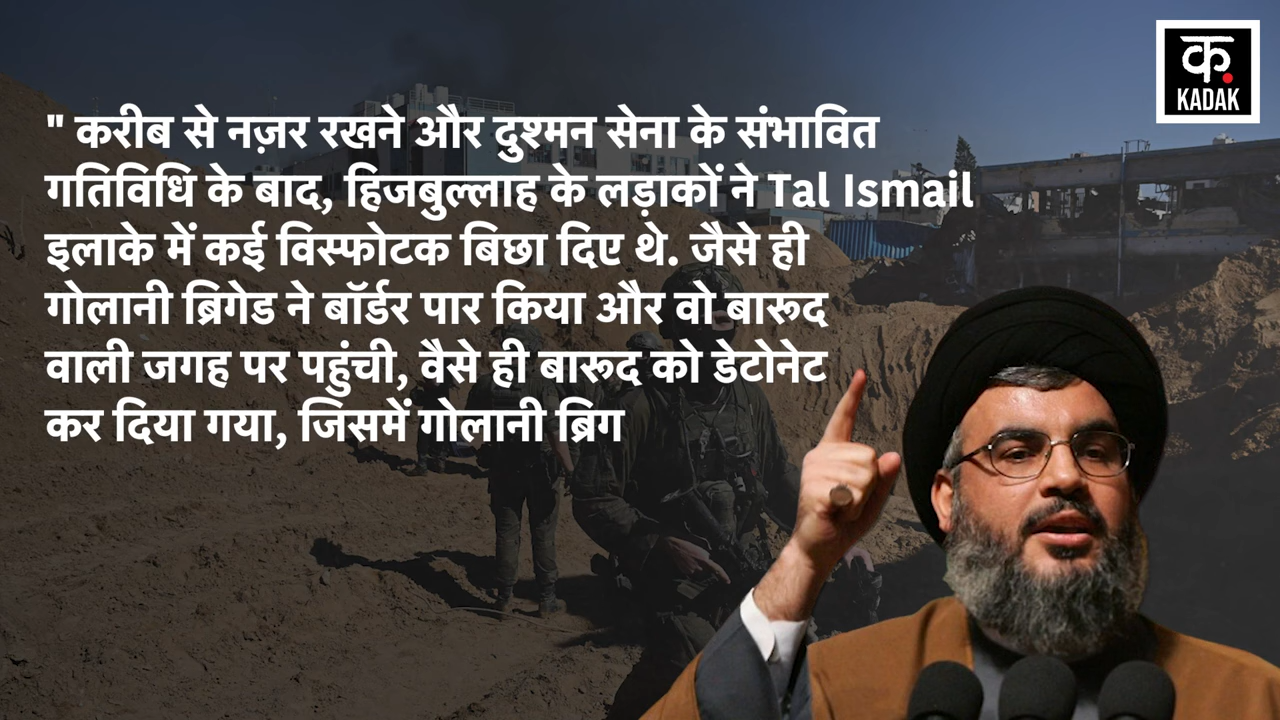 क.
KADAK
" करीब से नज़र रखने और दुश्मन सेना के संभावित
गतिविधि के बाद, हिजबुल्लाह के लड़ाकों ने Tal Ismail
इलाके में कई विस्फोटक बिछा दिए थे. जैसे ही
गोलानी ब्रिगेड ने बॉर्डर पार किया और वो बारूद
वाली जगह पर पहुंची, वैसे ही बारूद को डेटोनेट
कर दिया गया, जिसमें गोलानी ब्रिग